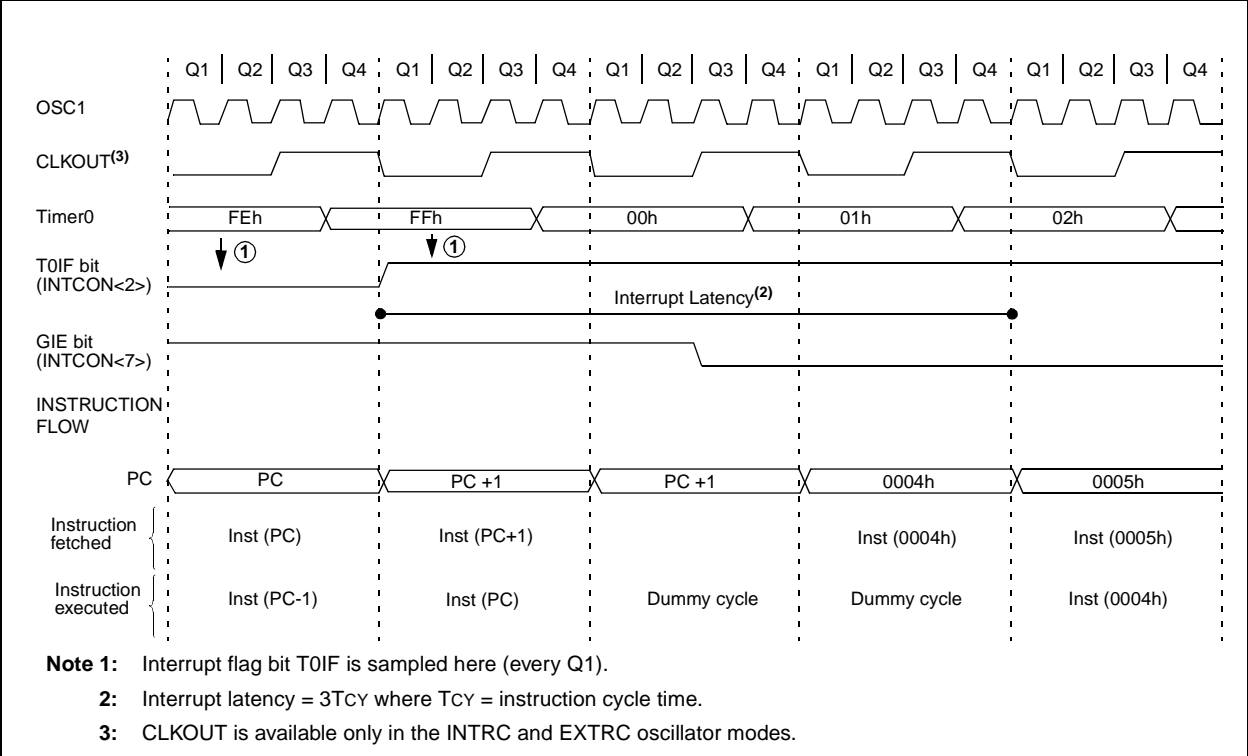 Q1 Q2 Q3 Q4 Q1 Q2 Q3 Q4 Q1 Q2 Q3 Q4 Q1 Q2 Q3 Q4 Q1 Q2 Q3 Q4
OSC1
CLKOUT(3)
Timer0 FEh FFh 00h 01h 02h
1 1
T0IF bit
(INTCON<2>)
Interrupt Latency(2)
GIE bit
(INTCON<7>)
INSTRUCTION
FLOW
PC PC PC +1 PC +1 0004h 0005h
Instruction
fetched
Inst (PC) Inst (PC+1) Inst (0004h) Inst (0005h)
Instruction
executed
Inst (PC-1) Inst (PC) Dummy cycle Dummy cycle Inst (0004h)
Note 1: Interrupt flag bit T0IF is sampled here (every Q1).
2: Interrupt latency = 3TCY where TCY = instruction cycle time.
3: CLKOUT is available only in the INTRC and EXTRC oscillator modes.